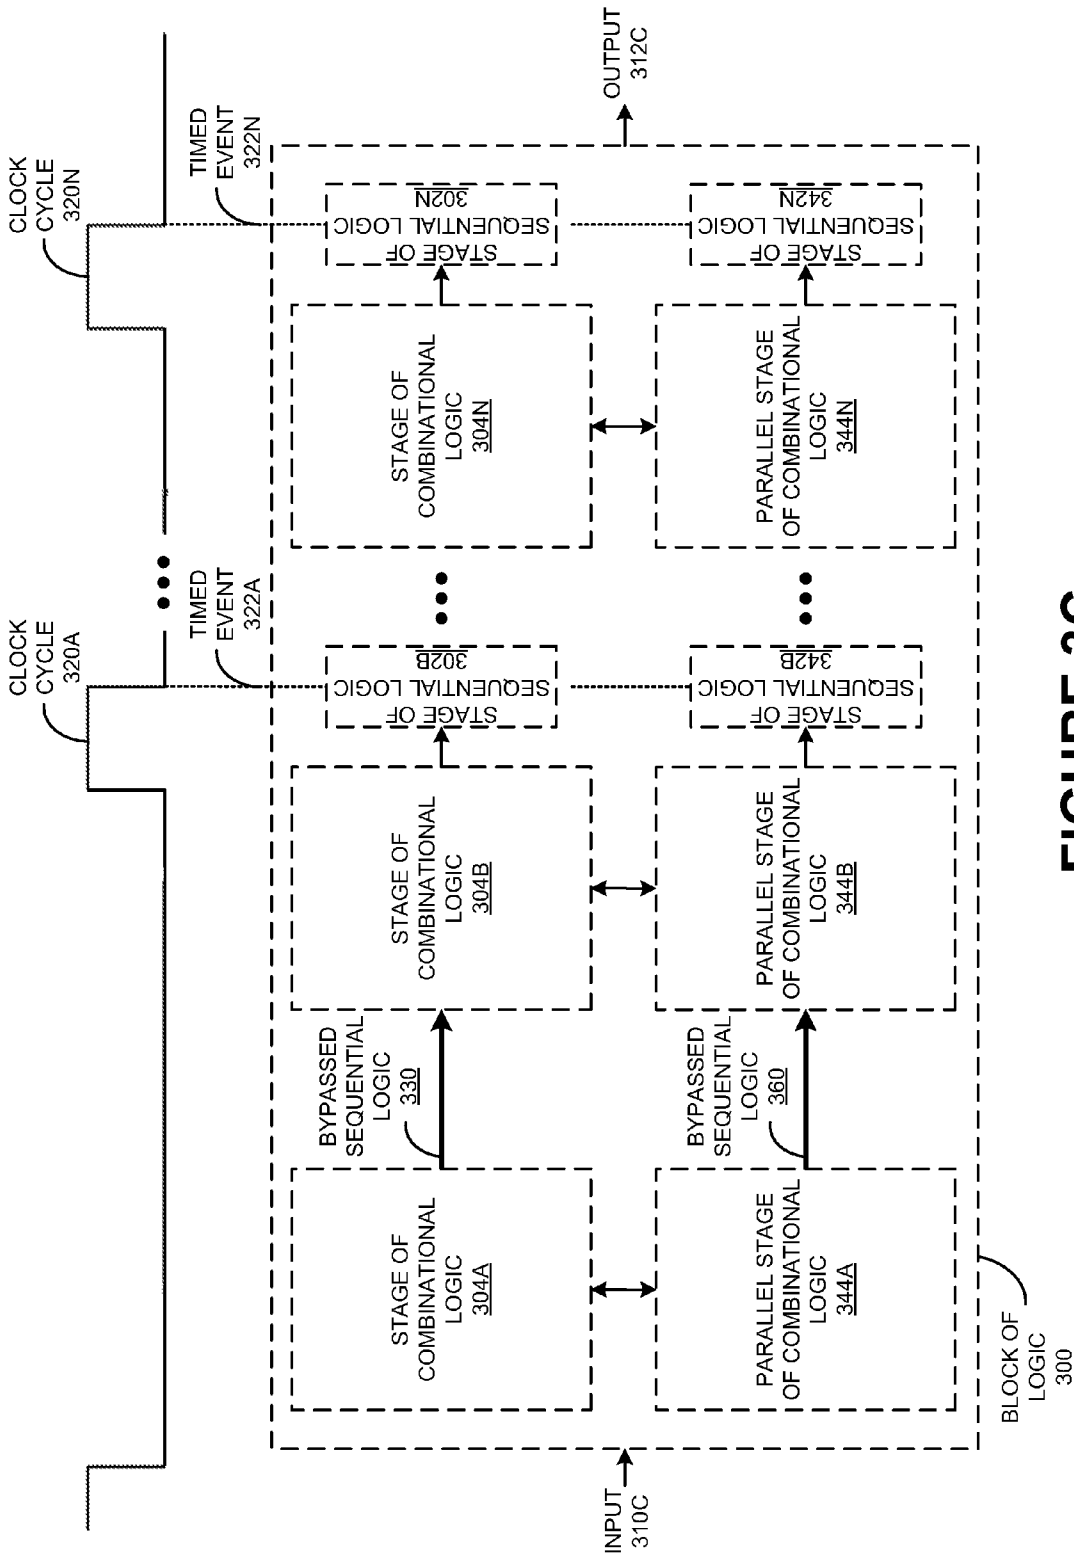 CLOCK
CYCLE
320A
CLOCK
CYCLE
320N
TIMED
EVENT
322A
TIMED
EVENT
322N
INPUT
310C
STAGE OF
COMBINATIONAL
LOGIC
304A
BYPASSED
SEQUENTIAL
LOGIC
330
STAGE OF
COMBINATIONAL
LOGIC
304B
STAGE OF
SEQUENTIAL LOGIC
302B
STAGE OF
COMBINATIONAL
LOGIC
304N
STAGE OF
SEQUENTIAL LOGIC
302N
OUTPUT
312C
PARALLEL STAGE
OF COMBINATIONAL
LOGIC
344A
BYPASSED
SEQUENTIAL
LOGIC
360
PARALLEL STAGE
OF COMBINATIONAL
LOGIC
344B
STAGE OF
SEQUENTIAL LOGIC
342B
PARALLEL STAGE
OF COMBINATIONAL
LOGIC
344N
STAGE OF
SEQUENTIAL LOGIC
342N
BLOCK OF
LOGIC
300
FIGURE